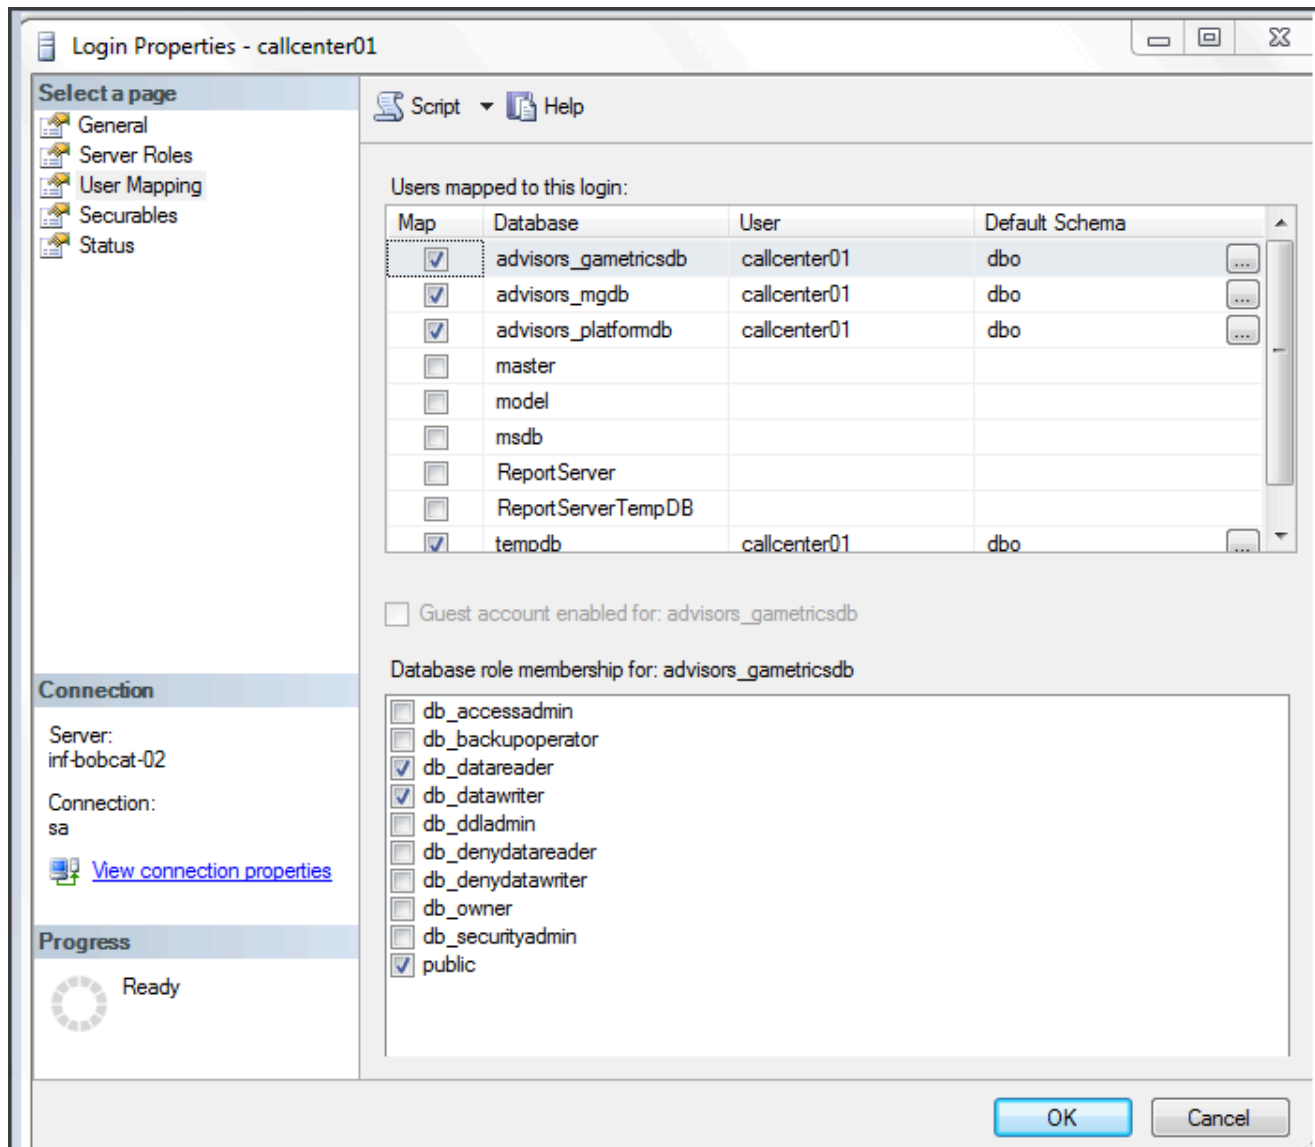 Login Properties - callcenter01
Select a page
General
Server Roles
User Mapping
Securables
Status
Script
Help
Users mapped to this login:
Map Database User Default Schema
advisors_gametricsdb callcenter01 dbo ...
advisors_mgdb callcenter01 dbo ...
advisors_platformdb callcenter01 dbo ...
master
model
msdb
ReportServer
ReportServerTempDB
tempdb callcenter01 dbo ...
Guest account enabled for: advisors_gametricsdb
Database role membership for: advisors_gametricsdb
db_accessadmin
db_backupoperator
db_datareader
db_datawriter
db_ddladmin
db_denydatareader
db_denydatawriter
db_owner
db_securityadmin
public
Connection
Server:
inf-bobcat-02
Connection:
sa
View connection properties
Progress
Ready
OK
Cancel